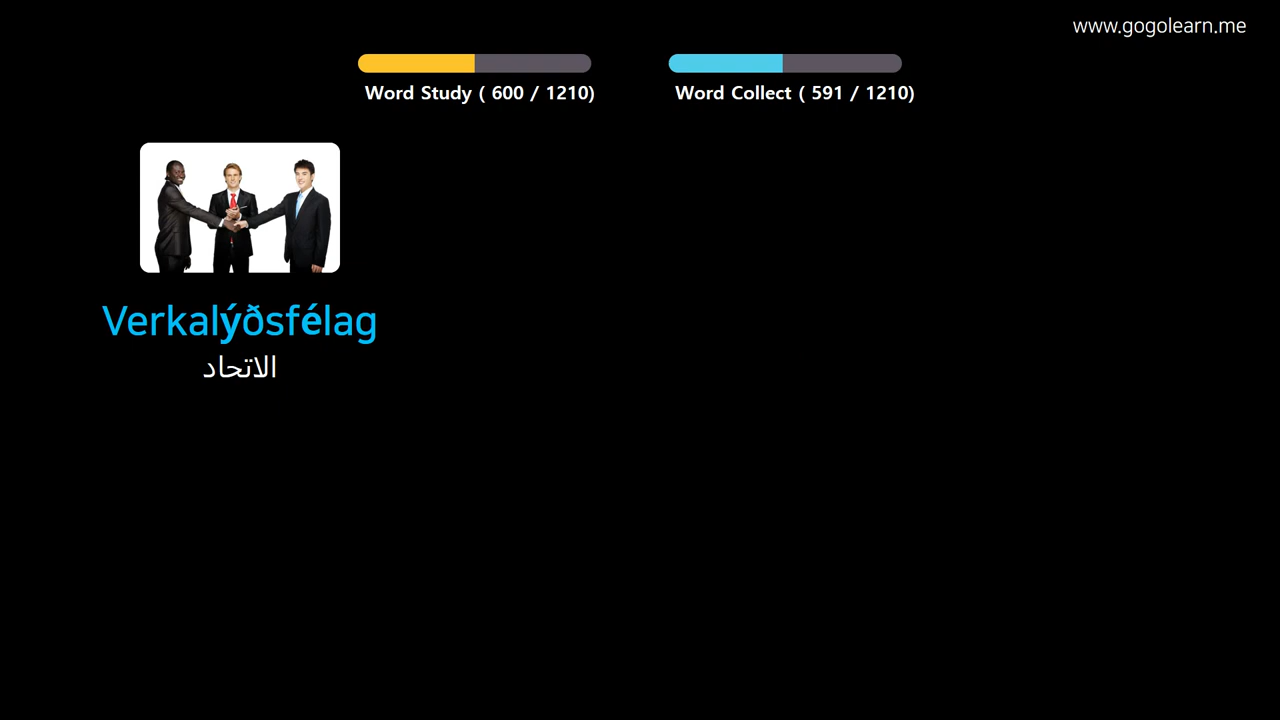 www.gogolearn.me
Word Study ( 600 / 1210)
Word Collect ( 591 / 1210)
Verkalýðsfélag
الاتحاد